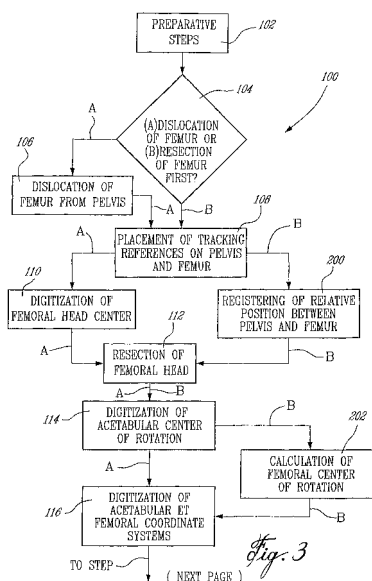 PREPARATIVE
STEPS
102
104
100
A
(A)DISLOCATION
OF FEMUR OR
(B)RESECTION
OF FEMUR
FIRST?
106
DISLOCATION OF
FEMUR FROM PELVIS
A
B
108
A
PLACEMENT OF TRACKING
REFERENCES ON PELVIS
AND FEMUR
B
110
DIGITIZATION OF
FEMORAL HEAD CENTER
200
REGISTERING OF RELATIVE
POSITION BETWEEN
PELVIS AND FEMUR
112
A
RESECTION OF
FEMORAL HEAD
B
A
B
114
DIGITIZATION OF
ACETABULAR CENTER
OF ROTATION
B
202
A
CALCULATION OF
FEMORAL CENTER
OF ROTATION
116
DIGITIZATION OF
ACETABULAR ET
FEMORAL COORDINATE
SYSTEMS
B
TO STEP
( NEXT PAGE )
Fig. 3